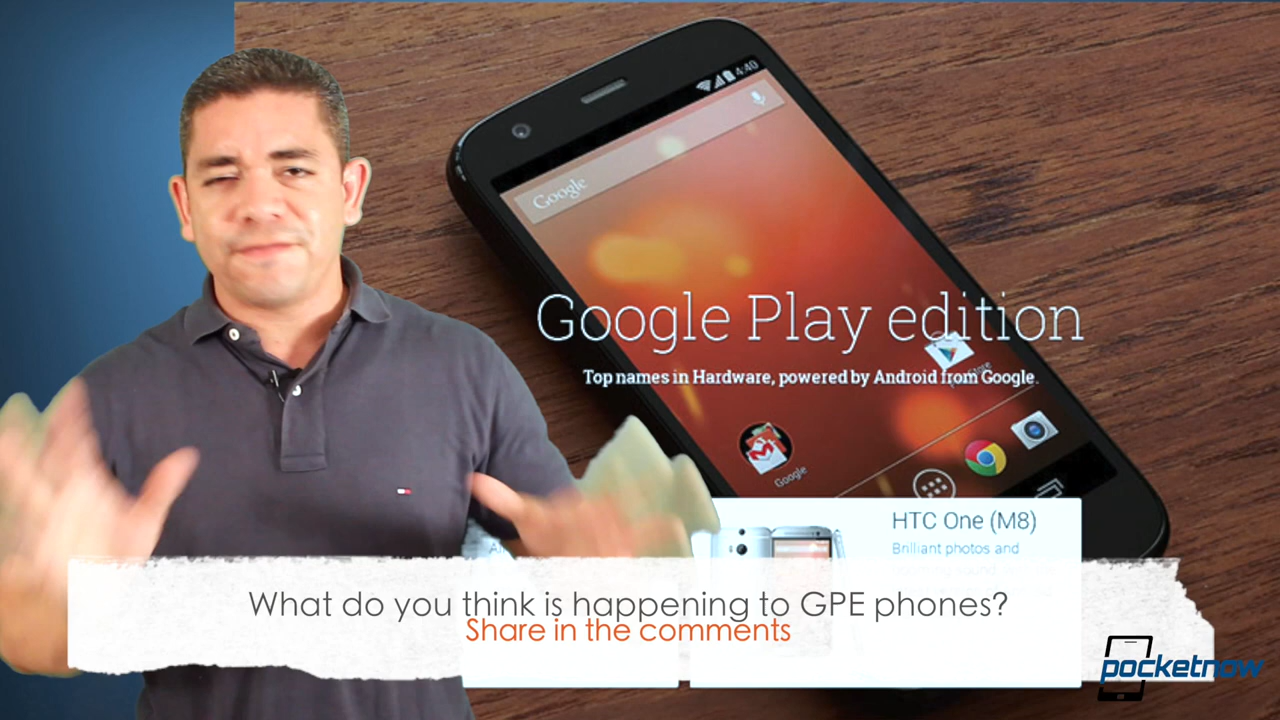 4:40
Google
Google Play edition
Top names in Hardware, powered by Android from Google.
Google
HTC One (M8)
Brilliant photos and
What do you think is happening to GPE phones?
Share in the comments
pocketnow